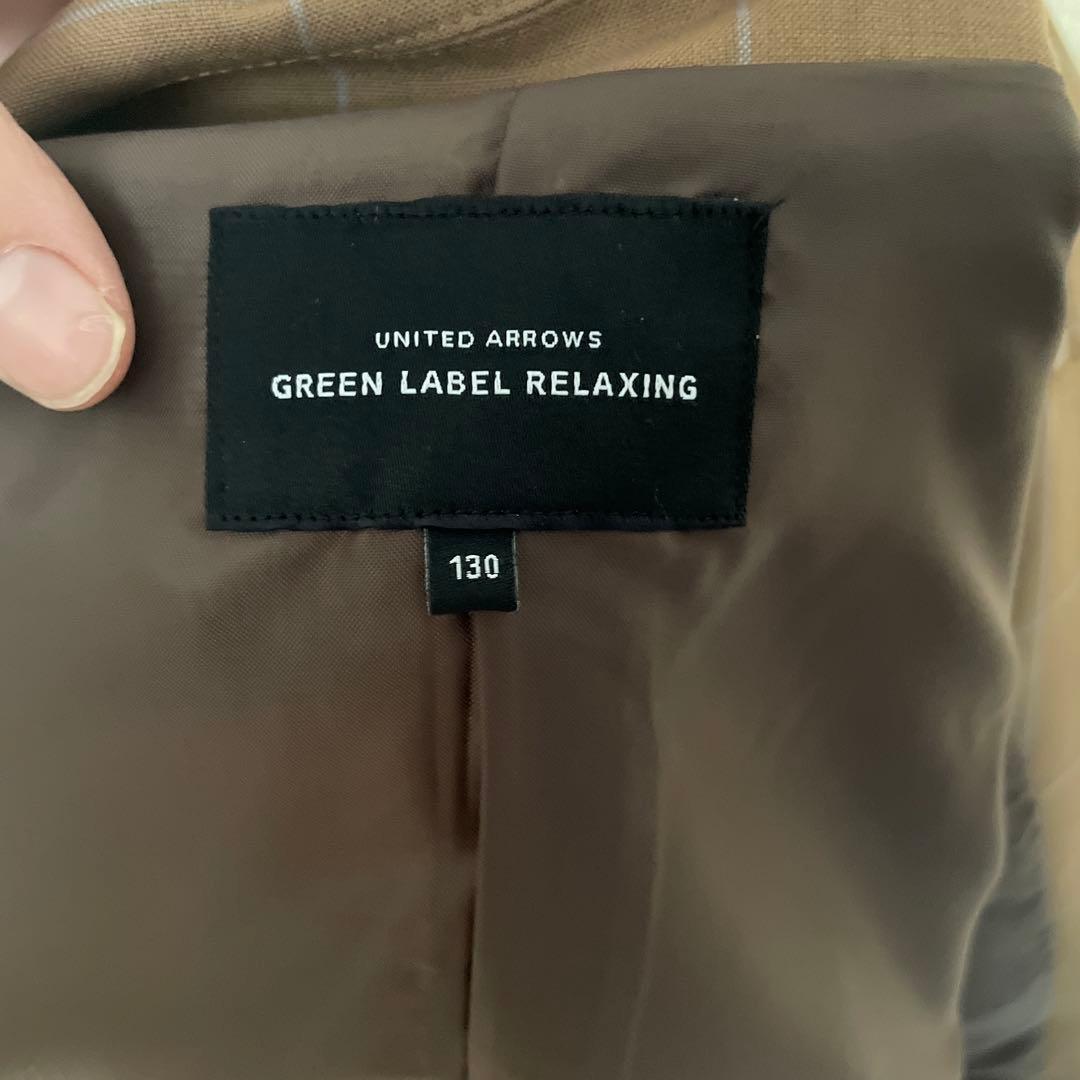 UNITED ARROWS
GREEN LABEL RELAXING
130